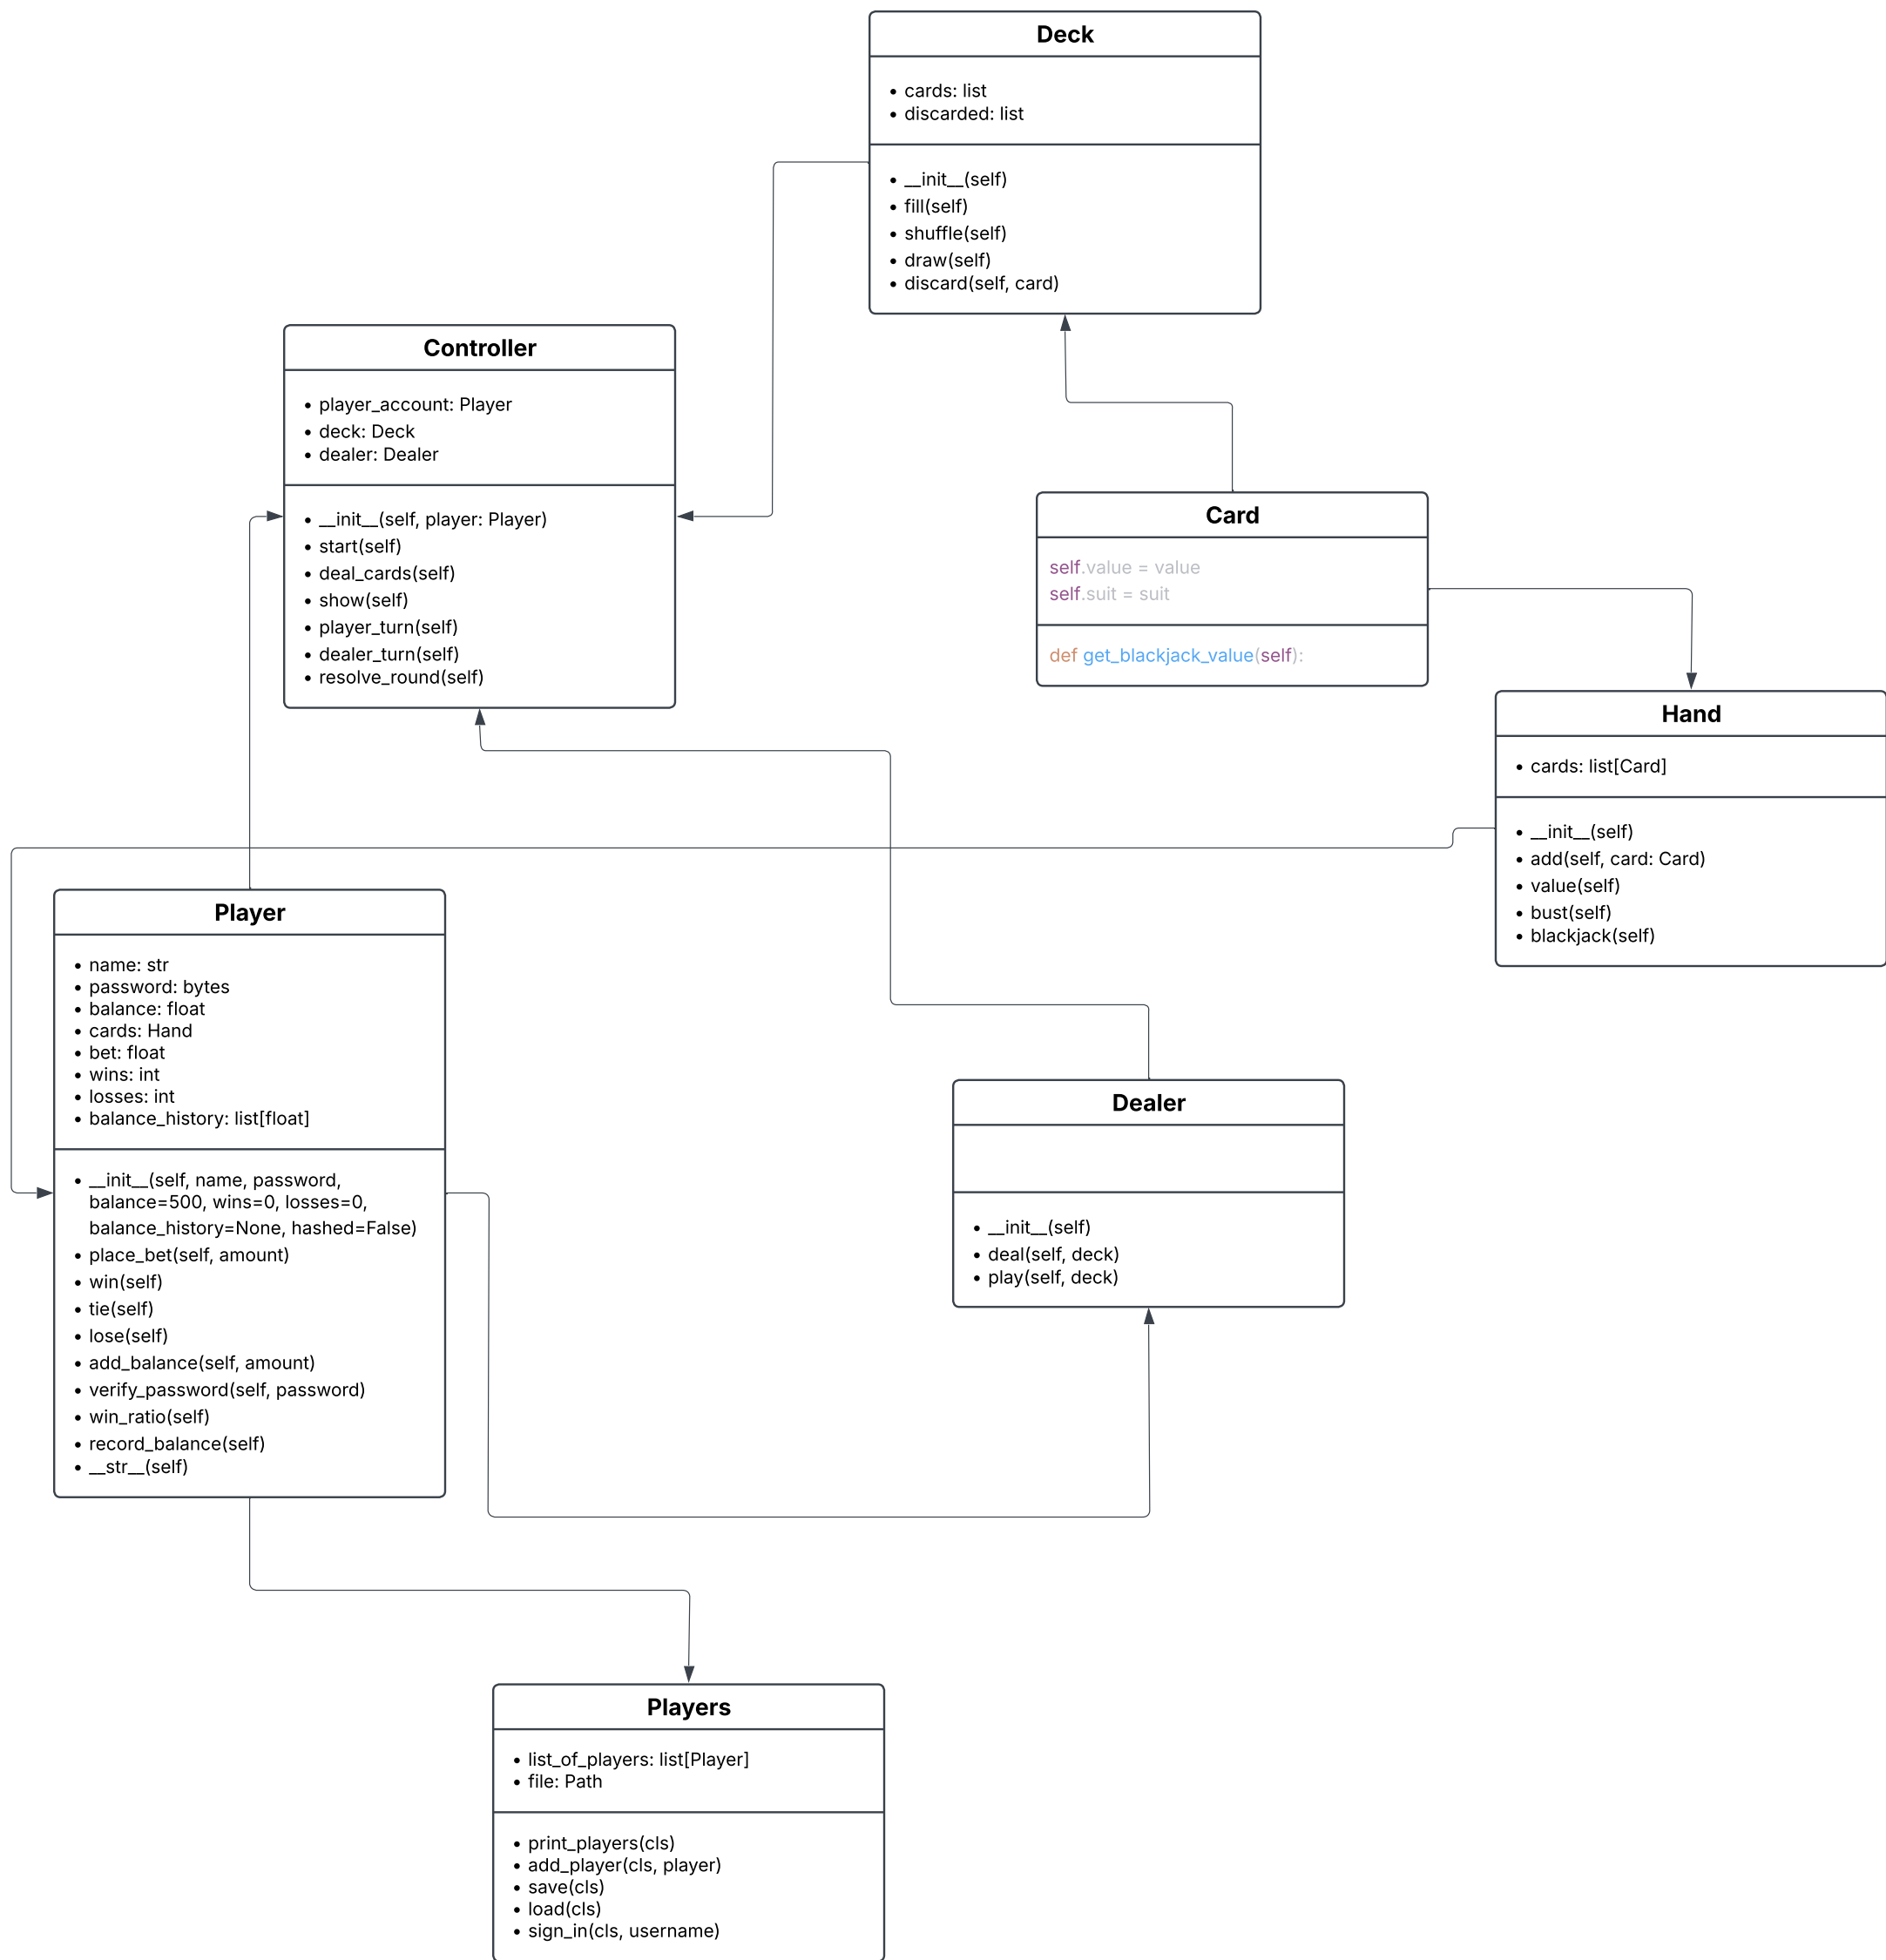 Deck
• cards: list
• discarded: list
• __init__(self)
• fill(self)
• shuffle(self)
• draw(self)
• discard(self, card)
Controller
• player_account: Player
• deck: Deck
• dealer: Dealer
• __init__(self, player: Player)
• start(self)
• deal_cards(self)
• show(self)
• player_turn(self)
• dealer_turn(self)
• resolve_round(self)
Card
self.value = value
self.suit = suit
def get_blackjack_value(self):
Hand
• cards: list[Card]
• __init__(self)
• add(self, card: Card)
• value(self)
• bust(self)
• blackjack(self)
Player
• name: str
• password: bytes
• balance: float
• cards: Hand
• bet: float
• wins: int
• losses: int
• balance_history: list[float]
• __init__(self, name, password,
balance=500, wins=0, losses=0,
balance_history=None, hashed=False)
• place_bet(self, amount)
• win(self)
• tie(self)
• lose(self)
• add_balance(self, amount)
• verify_password(self, password)
• win_ratio(self)
• record_balance(self)
• __str__(self)
Dealer
• __init__(self)
• deal(self, deck)
• play(self, deck)
Players
• list_of_players: list[Player]
• file: Path
• print_players(cls)
• add_player(cls, player)
• save(cls)
• load(cls)
• sign_in(cls, username)